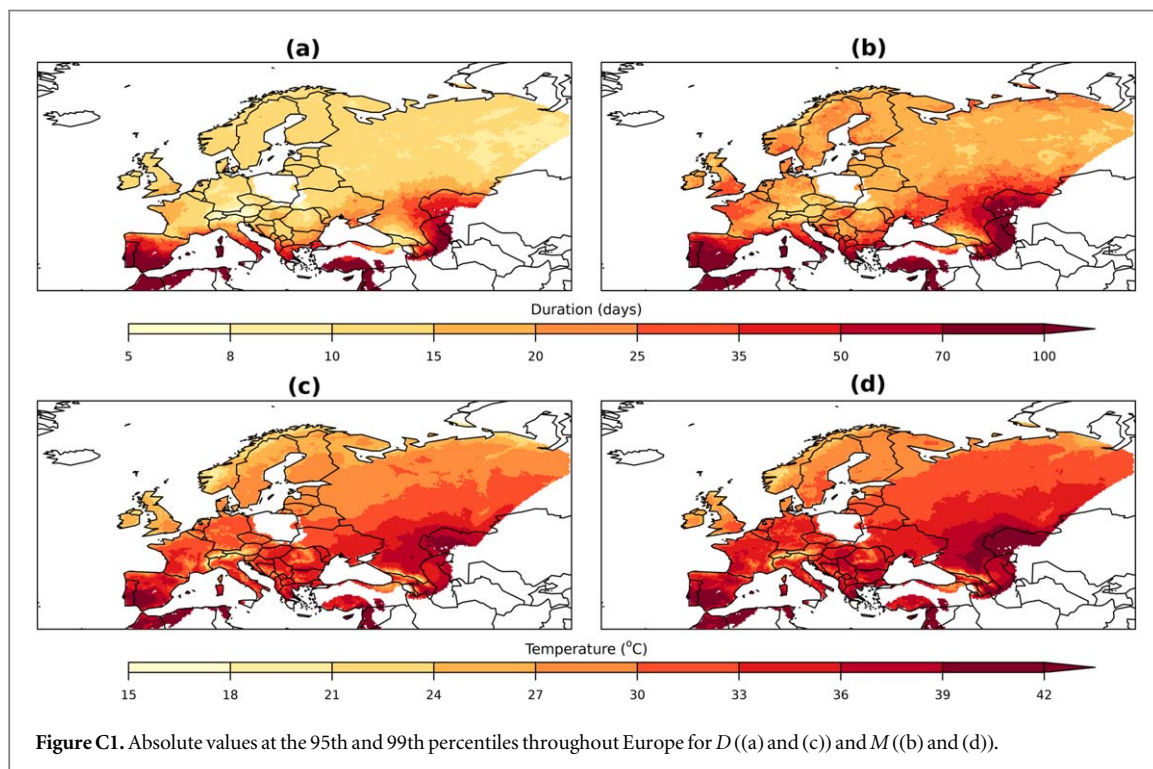 (a) (b)
Duration (days)
5 8 10 15 20 25 35 50 70 100
(c) (d)
Temperature (°C)
15 18 21 24 27 30 33 36 39 42
Figure C1. Absolute values at the 95th and 99th percentiles throughout Europe for D ((a) and (c)) and M ((b) and (d)).